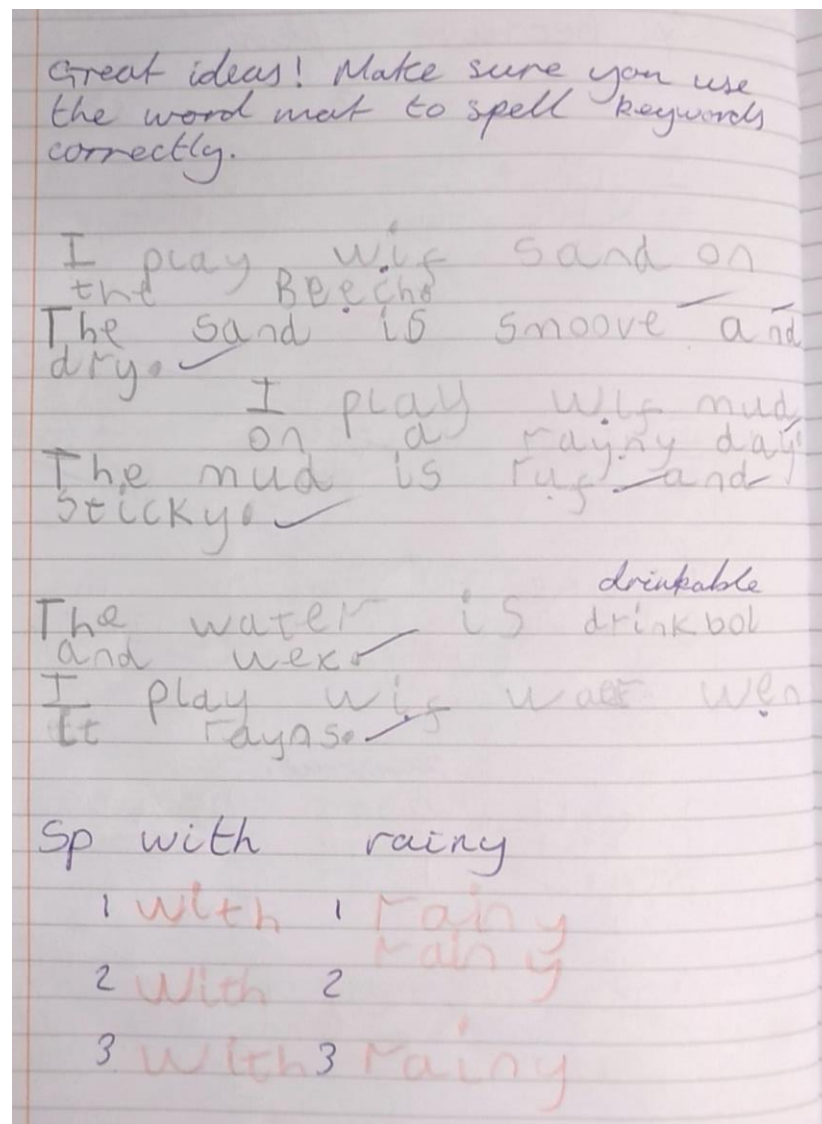 Great ideas! Make sure you use
the word mat to spell keywords
correctly.
I play wif sand on
the Beech.
The sand is smoove and
dry.
I play wif mud
on a rayny day
The mud is ruf and
sticky.
drinkable
The water is drinkbol
and wex.
I play wif waer wen
it rayns.
Sp with rainy
1 with 1 rainy
rainy
2 with 2
3 with 3 rainy